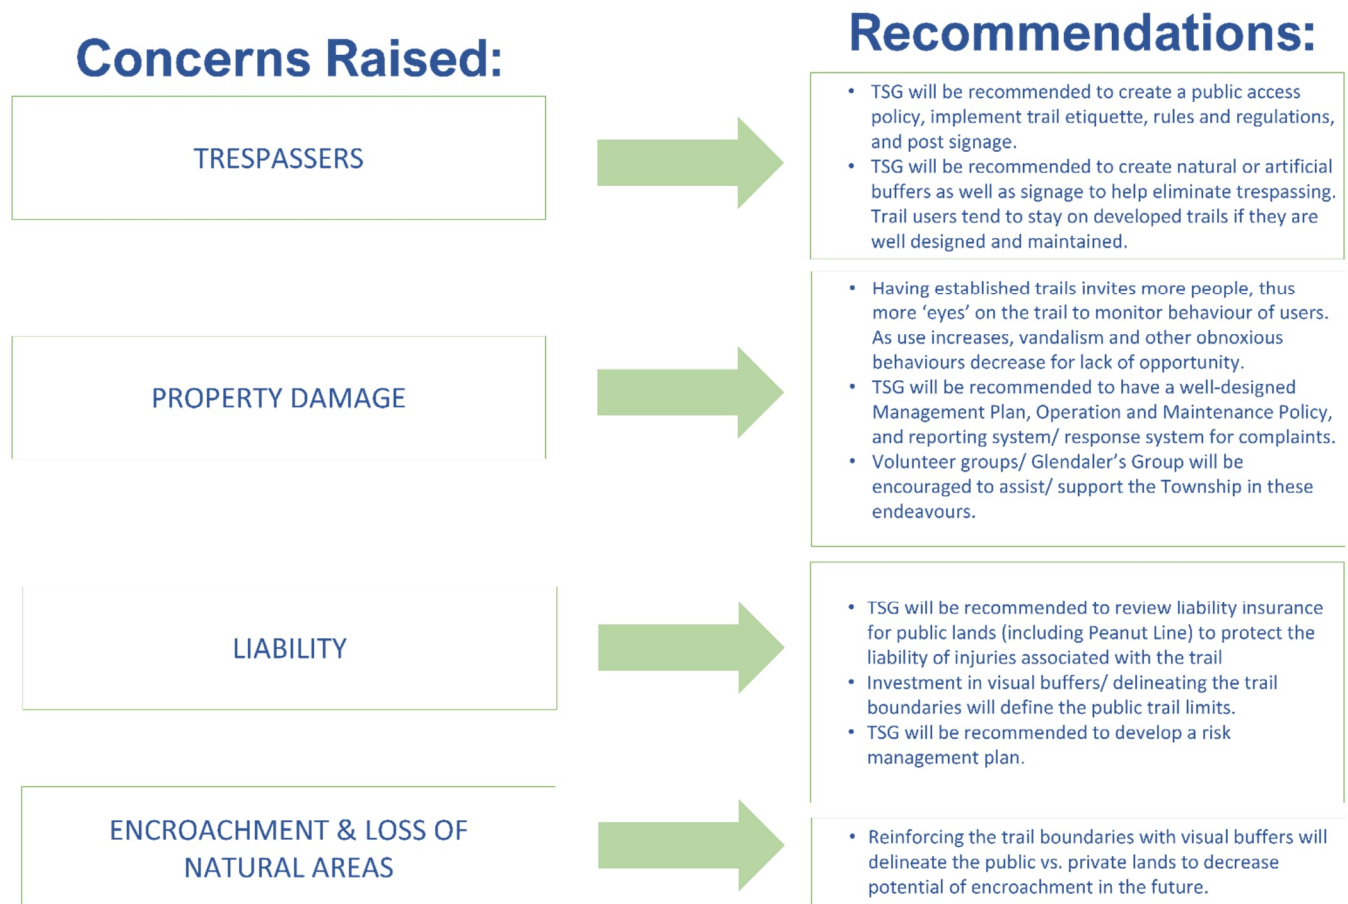 Concerns Raised:
Recommendations:
TRESPASSERS
• TSG will be recommended to create a public access
policy, implement trail etiquette, rules and regulations,
and post signage.
• TSG will be recommended to create natural or artificial
buffers as well as signage to help eliminate trespassing.
Trail users tend to stay on developed trails if they are
well designed and maintained.
PROPERTY DAMAGE
• Having established trails invites more people, thus
more ‘eyes’ on the trail to monitor behaviour of users.
As use increases, vandalism and other obnoxious
behaviours decrease for lack of opportunity.
• TSG will be recommended to have a well-designed
Management Plan, Operation and Maintenance Policy,
and reporting system/ response system for complaints.
• Volunteer groups/ Glendaler’s Group will be
encouraged to assist/ support the Township in these
endeavours.
LIABILITY
• TSG will be recommended to review liability insurance
for public lands (including Peanut Line) to protect the
liability of injuries associated with the trail
• Investment in visual buffers/ delineating the trail
boundaries will define the public trail limits.
• TSG will be recommended to develop a risk
management plan.
ENCROACHMENT & LOSS OF
NATURAL AREAS
• Reinforcing the trail boundaries with visual buffers will
delineate the public vs. private lands to decrease
potential of encroachment in the future.